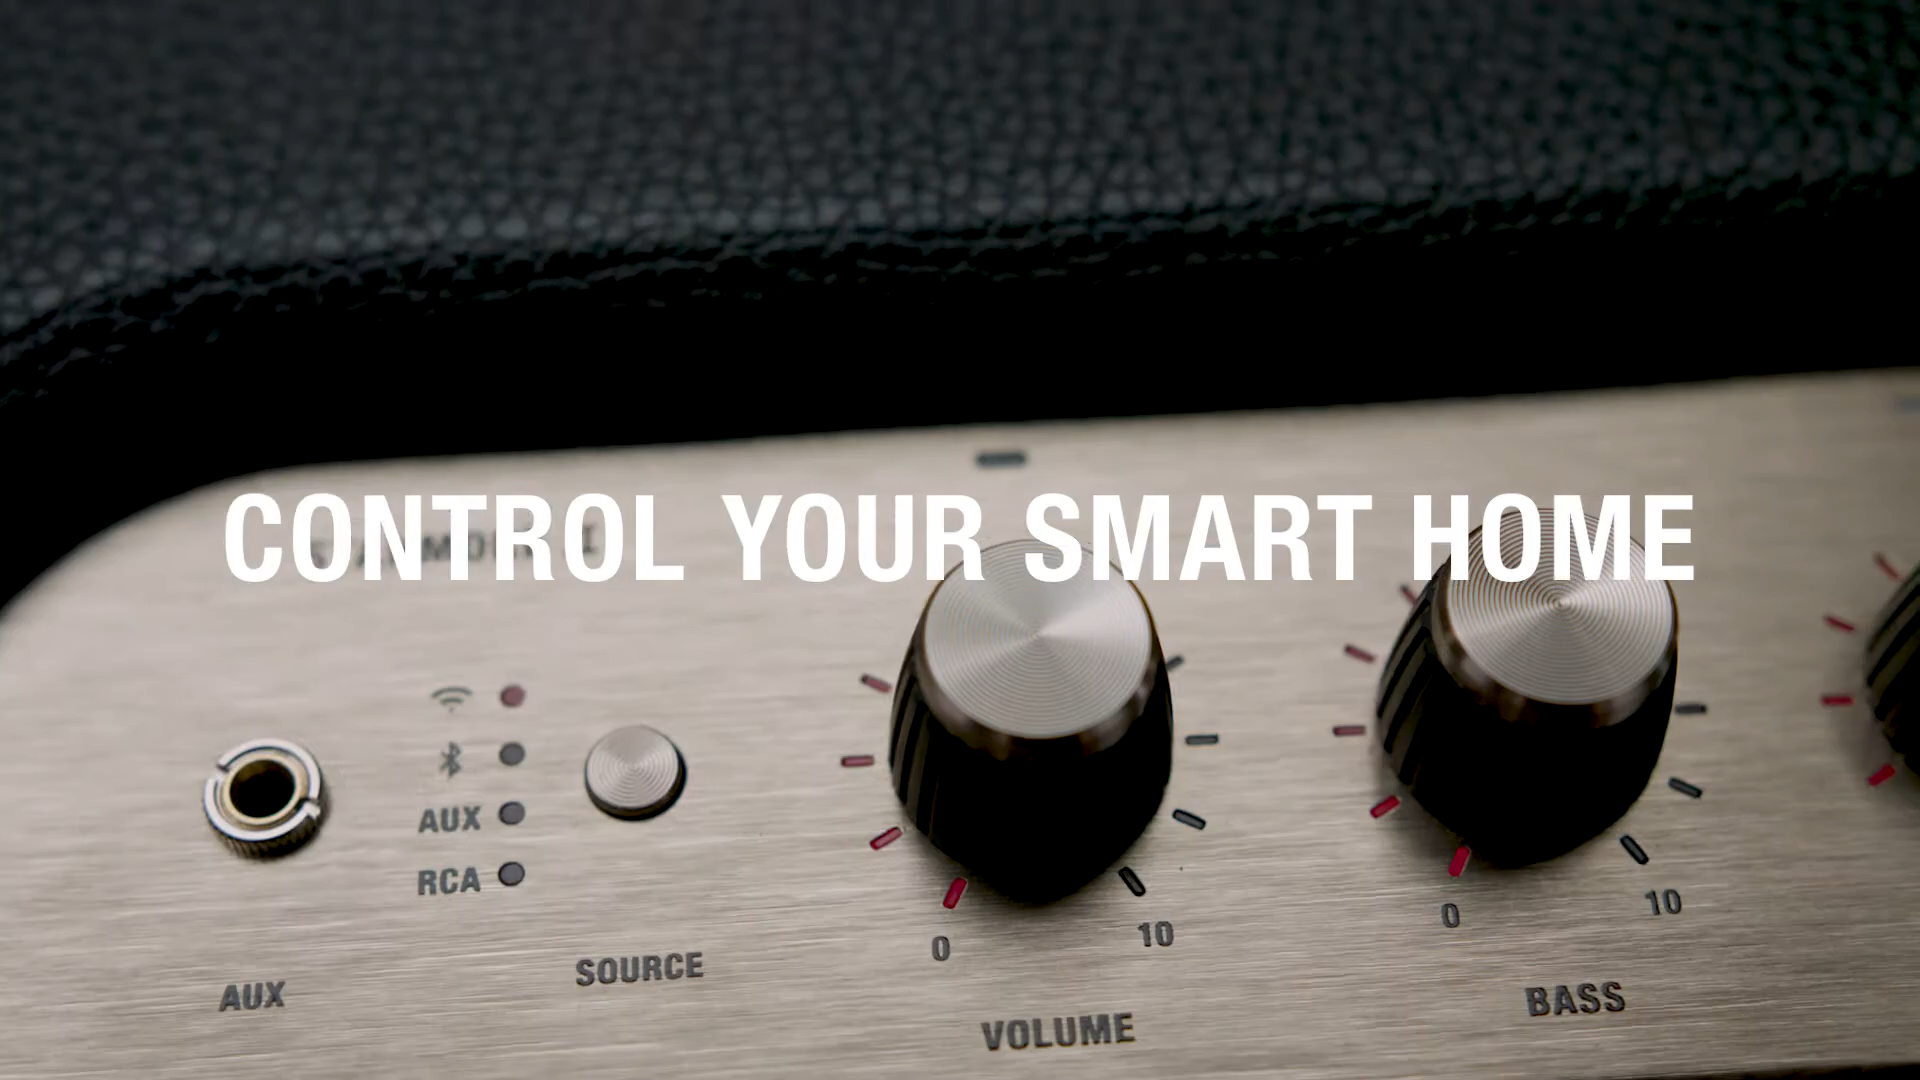 CONTROL YOUR SMART HOME
AUX
RCA
0
10
0
10
SOURCE
AUX
BASS
VOLUME